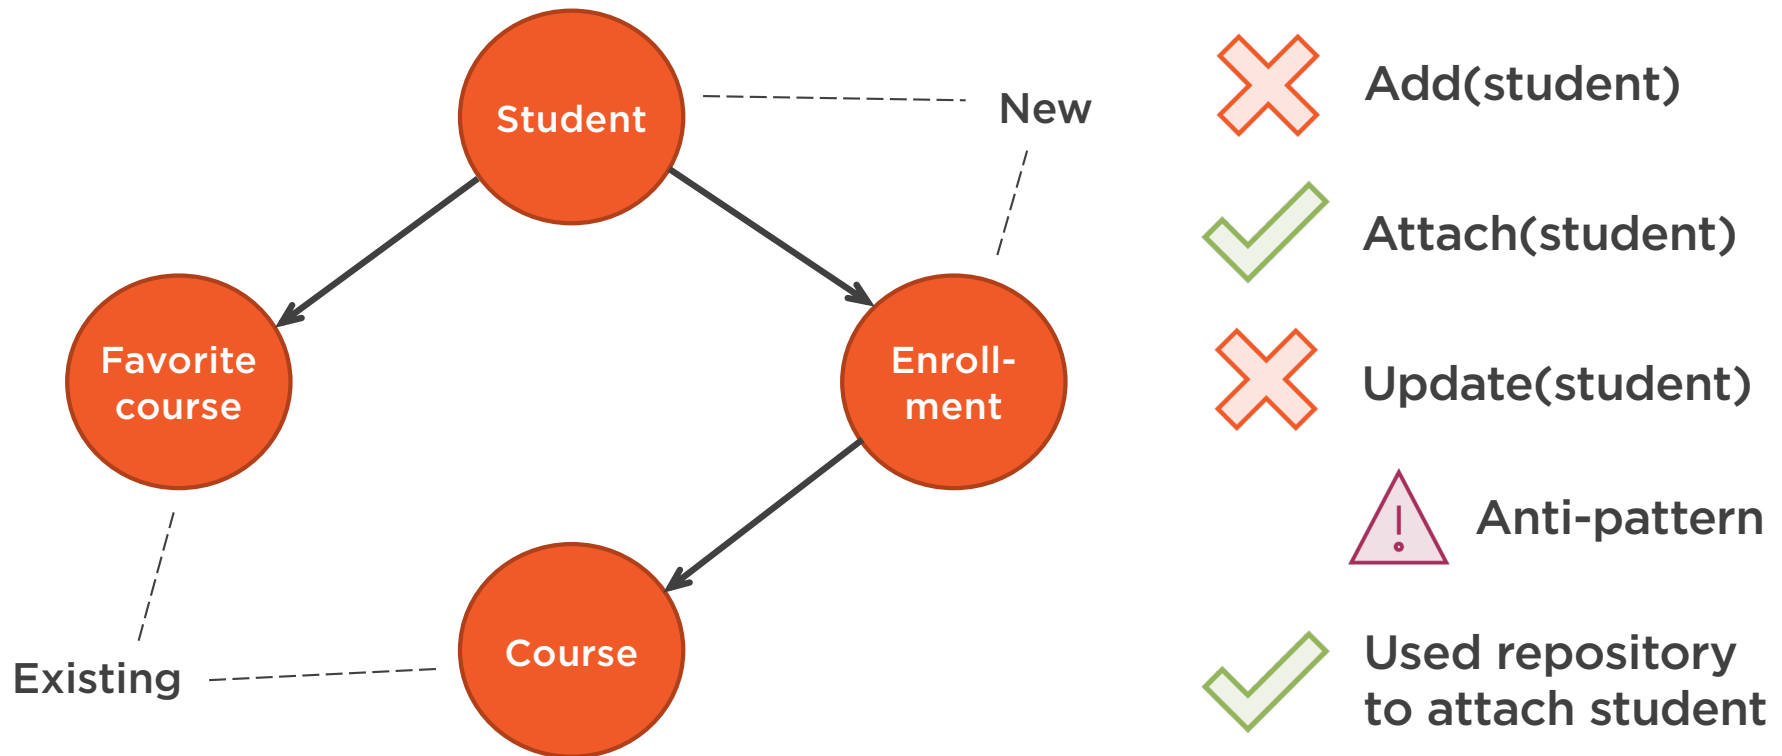 Student
New
Favorite
course
Enroll-
ment
Existing
Course
Add(student)
Attach(student)
Update(student)
!
Anti-pattern
Used repository
to attach student